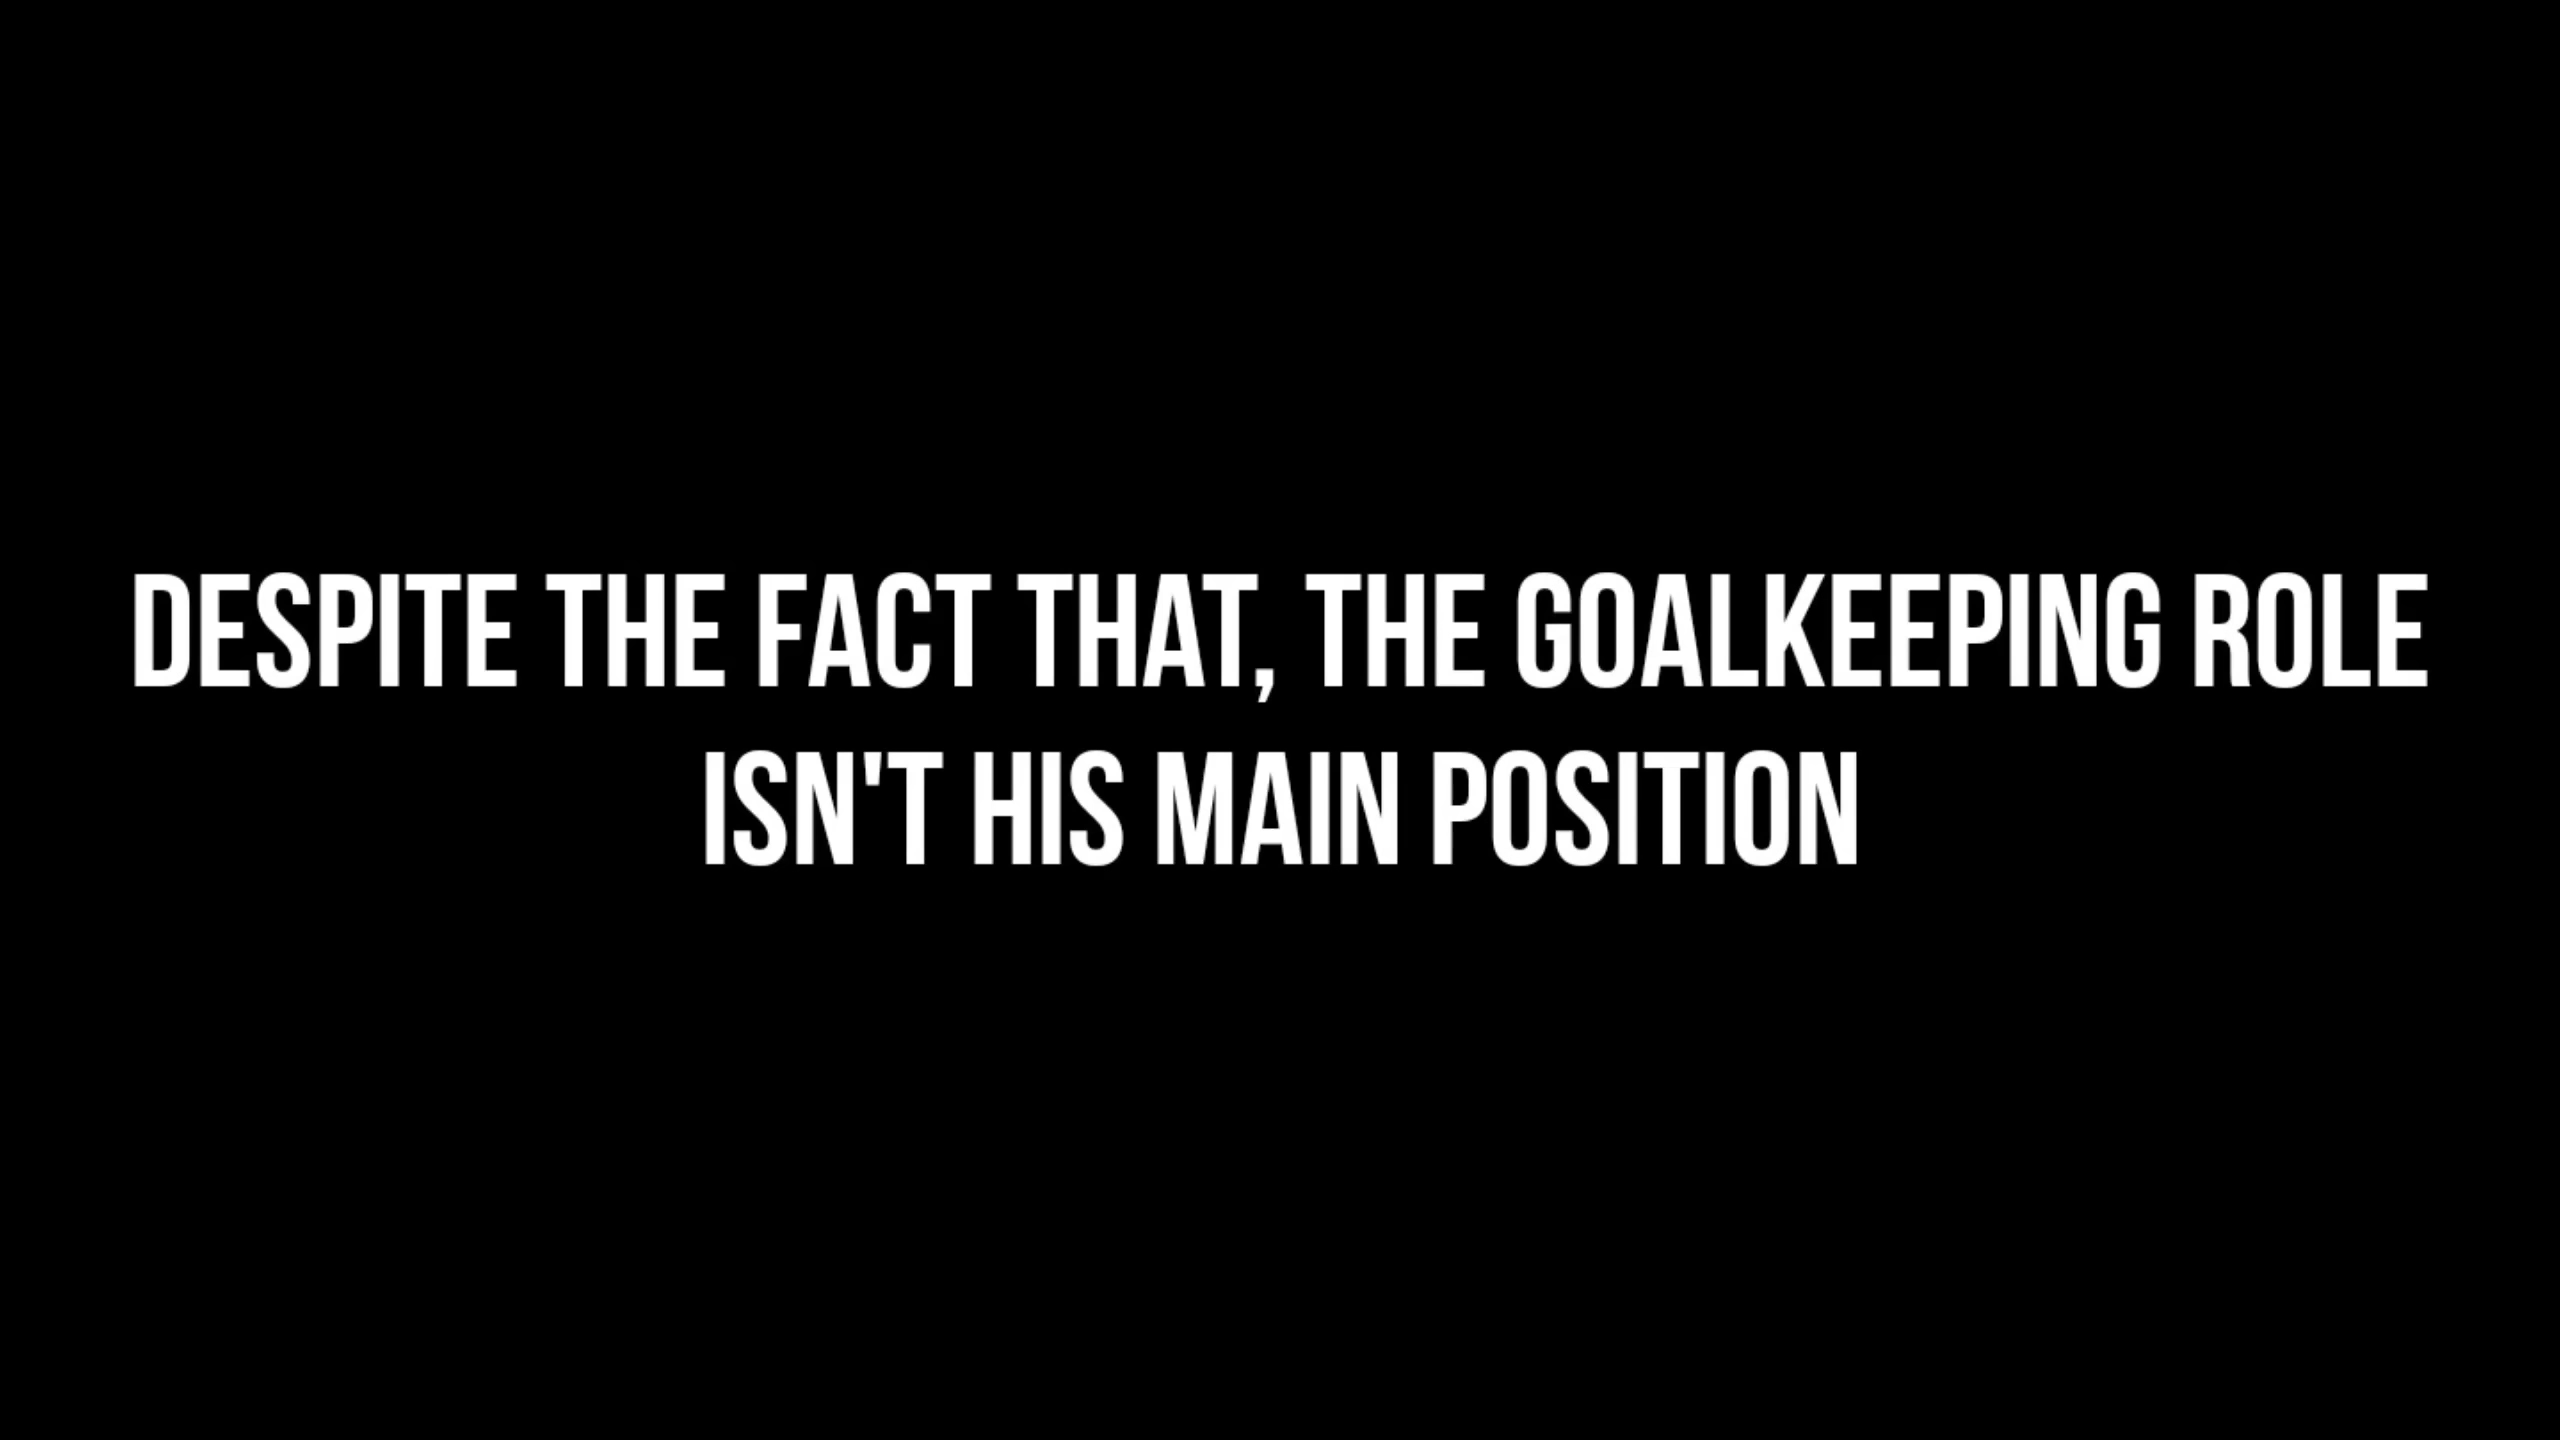 DESPITE THE FACT THAT, THE GOALKEEPING ROLE
ISN'T HIS MAIN POSITION